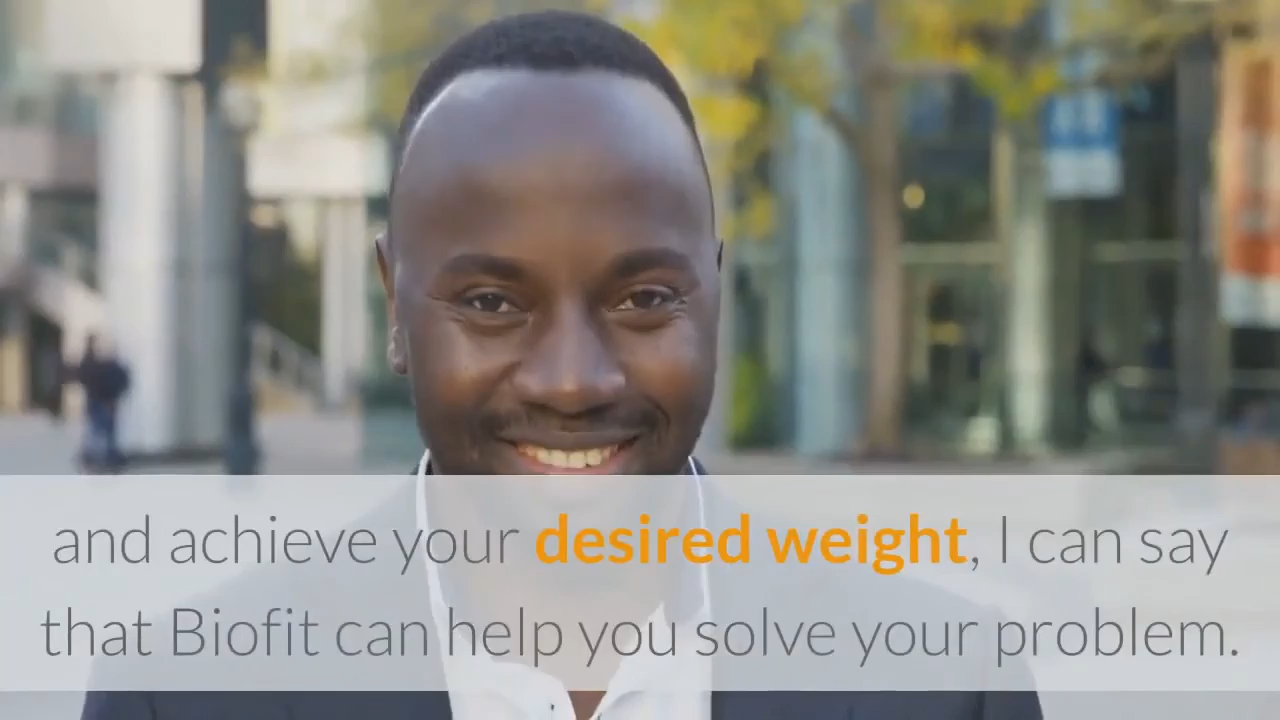 and achieve your desired weight, I can say
that Biofit can help you solve your problem.